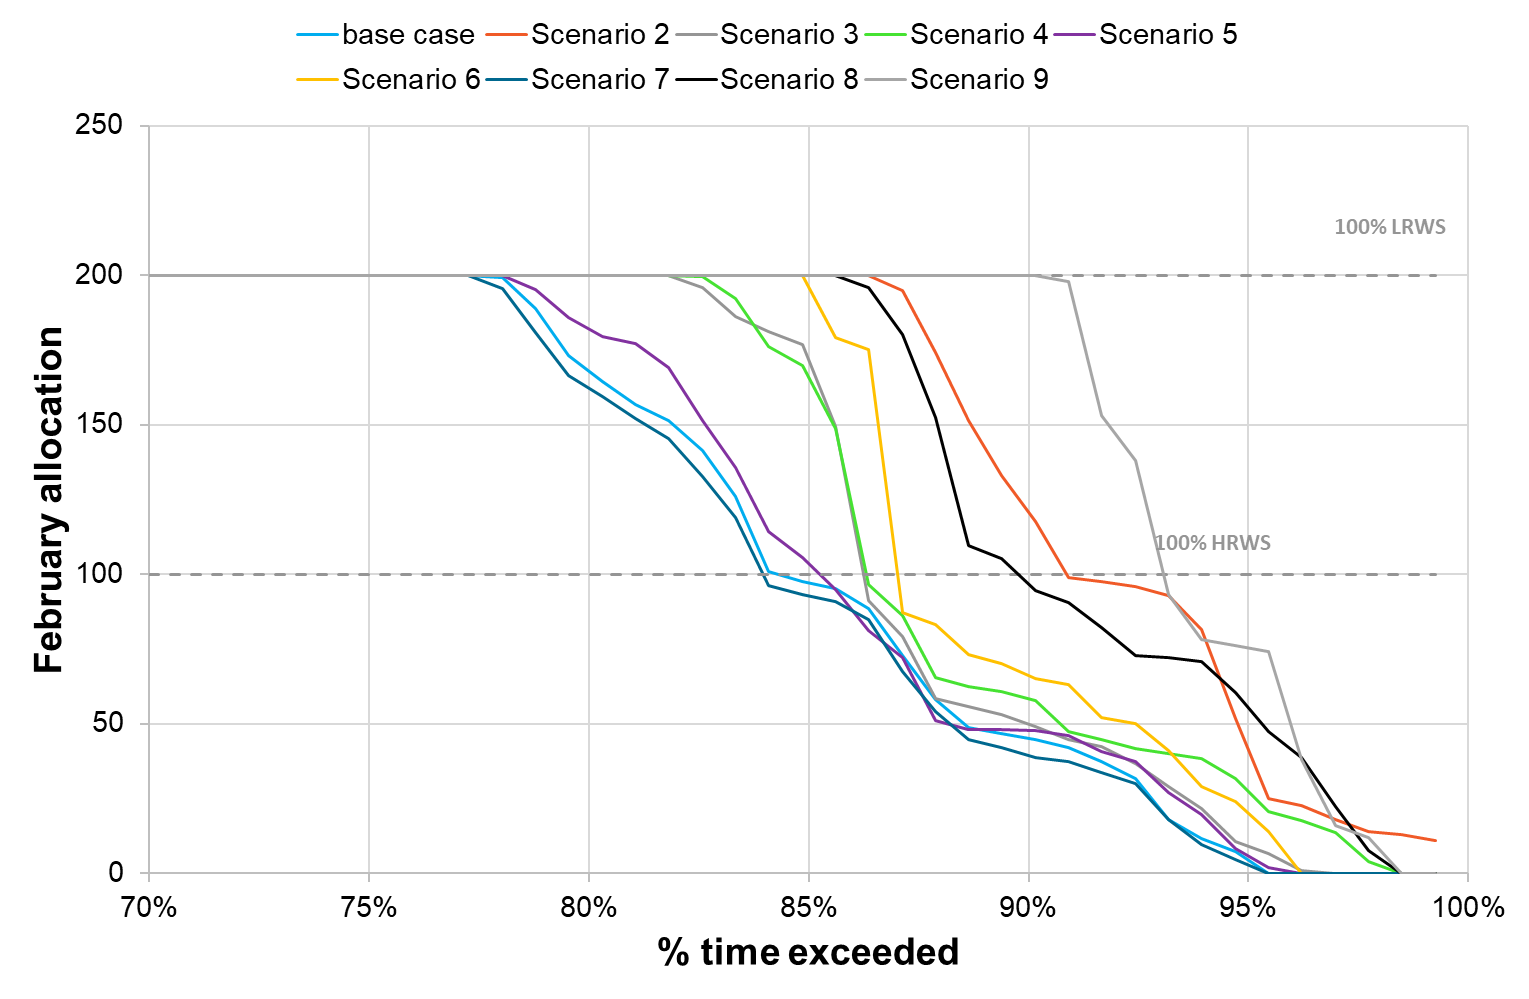 base case Scenario 2 Scenario 3 Scenario 4 Scenario 5
Scenario 6 Scenario 7 Scenario 8 Scenario 9
250
200
150
100
50
0
February allocation
100% LRWS
100% HRWS
70% 75% 80% 85% 90% 95% 100%
% time exceeded